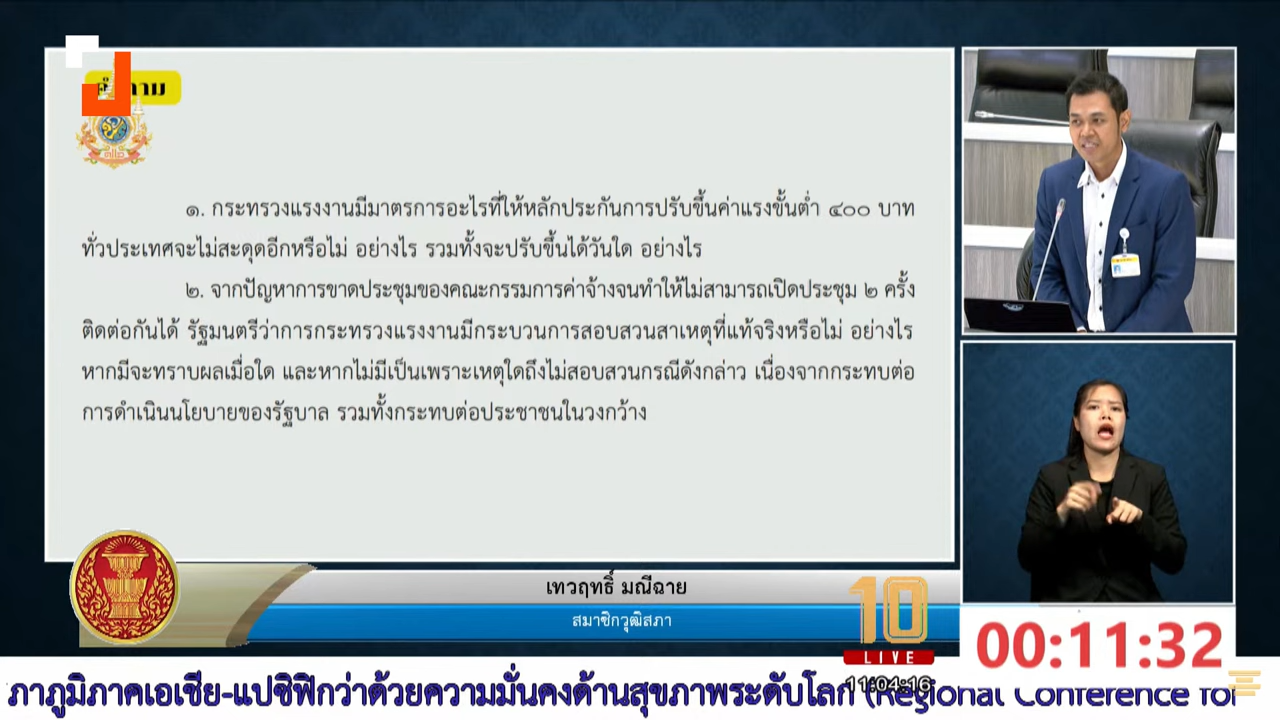 ๑. กระทรวงแรงงานมีมาตรการอะไรที่ให้หลักประกันการปรับขึ้นค่าแรงขั้นต่ำ ๔๐๐ บาท
ทั่วประเทศจะไม่สะดุดอีกหรือไม่ อย่างไร รวมทั้งจะปรับขึ้นได้วันใด อย่างไร
๒. จากปัญหาการขาดประชุมของคณะกรรมการค่าจ้างจนทำให้ไม่สามารถเปิดประชุม ๒ ครั้ง
ติดต่อกันได้ รัฐมนตรีว่าการกระทรวงแรงงานมีกระบวนการสอบสวนสาเหตุที่แท้จริงหรือไม่ อย่างไร
หากมีจะทราบผลเมื่อใด และหากไม่มีเป็นเพราะเหตุใดถึงไม่สอบสวนกรณีดังกล่าว เนื่องจากกระทบต่อ
การดำเนินนโยบายของรัฐบาล รวมทั้งกระทบต่อประชาชนในวงกว้าง
เทวฤทธิ์ มณีฉาย
สมาชิกวุฒิสภา
10
LIVE
11:04:16
00:11:32
ภาภูมิภาคเอเชีย-แปซิฟิกว่าด้วยความมั่นคงด้านสุขภาพระดับโลก (Regional Conference for